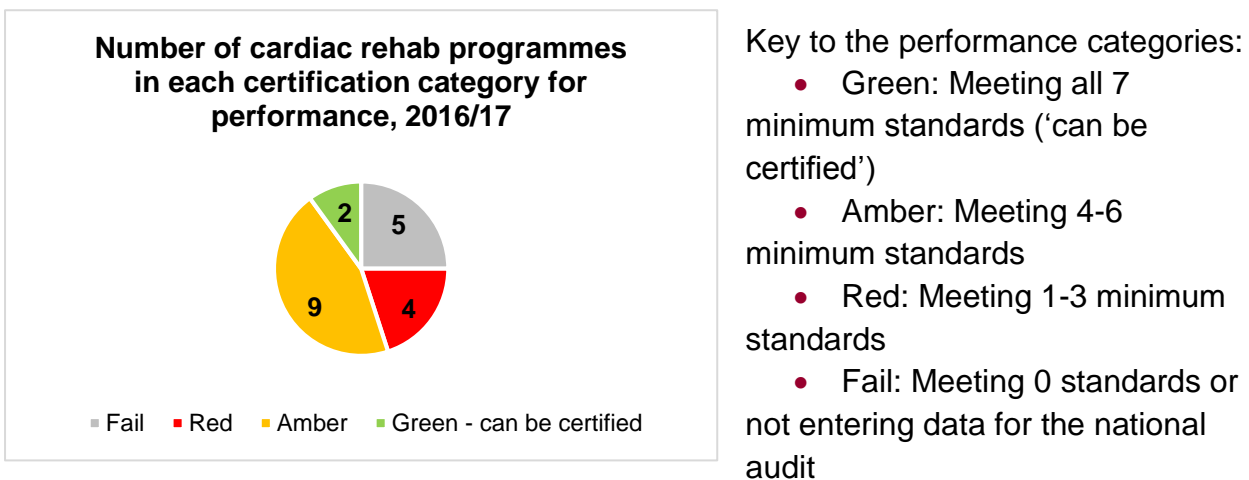 Number of cardiac rehab programmes
in each certification category for
performance, 2016/17
2
5
9
4
Fail
Red
Amber
Green - can be certified
Key to the performance categories:
• Green: Meeting all 7
minimum standards (‘can be
certified’)
• Amber: Meeting 4-6
minimum standards
• Red: Meeting 1-3 minimum
standards
• Fail: Meeting 0 standards or
not entering data for the national
audit